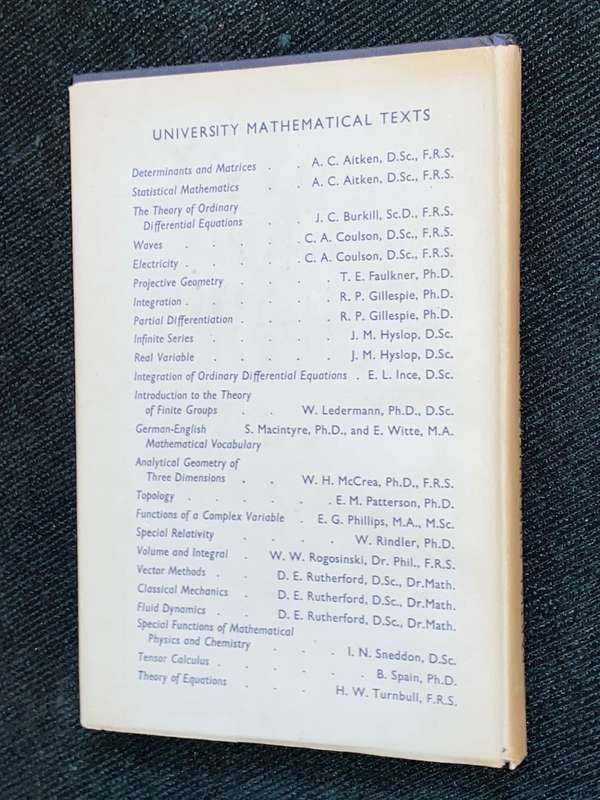 UNIVERSITY MATHEMATICAL TEXTS
Determinants and Matrices . . A. C. Aitken, D.Sc., F.R.S.
Statistical Mathematics . . A. C. Aitken, D.Sc., F.R.S.
The Theory of Ordinary
Differential Equations . . J. C. Burkill, Sc.D., F.R.S.
Waves . . . . . C. A. Coulson, D.Sc., F.R.S.
Electricity . . . . . C. A. Coulson, D.Sc., F.R.S.
Projective Geometry . . . . T. E. Faulkner, Ph.D.
Integration . . . . . . R. P. Gillespie, Ph.D.
Partial Differentiation . . . . R. P. Gillespie, Ph.D.
Infinite Series . . . . . J. M. Hyslop, D.Sc.
Real Variable . . . . . J. M. Hyslop, D.Sc.
Integration of Ordinary Differential Equations . E. L. Ince, D.Sc.
Introduction to the Theory
of Finite Groups . . W. Ledermann, Ph.D., D.Sc.
German-English S. Macintyre, Ph.D., and E. Witte, M.A.
Mathematical Vocabulary
Analytical Geometry of
Three Dimensions . . W. H. McCrea, Ph.D., F.R.S.
Topology . . . . . . E. M. Patterson, Ph.D.
Functions of a Complex Variable . E. G. Phillips, M.A., M.Sc.
Special Relativity . . . . W. Rindler, Ph.D.
Volume and Integral . W. W. Rogosinski, Dr. Phil., F.R.S.
Vector Methods . . D. E. Rutherford, D.Sc., Dr.Math.
Classical Mechanics . D. E. Rutherford, D.Sc., Dr.Math.
Fluid Dynamics . . D. E. Rutherford, D.Sc., Dr.Math.
Special Functions of Mathematical
Physics and Chemistry . . . I. N. Sneddon, D.Sc.
Tensor Calculus . . . . . . B. Spain, Ph.D.
Theory of Equations . . . H. W. Turnbull, F.R.S.